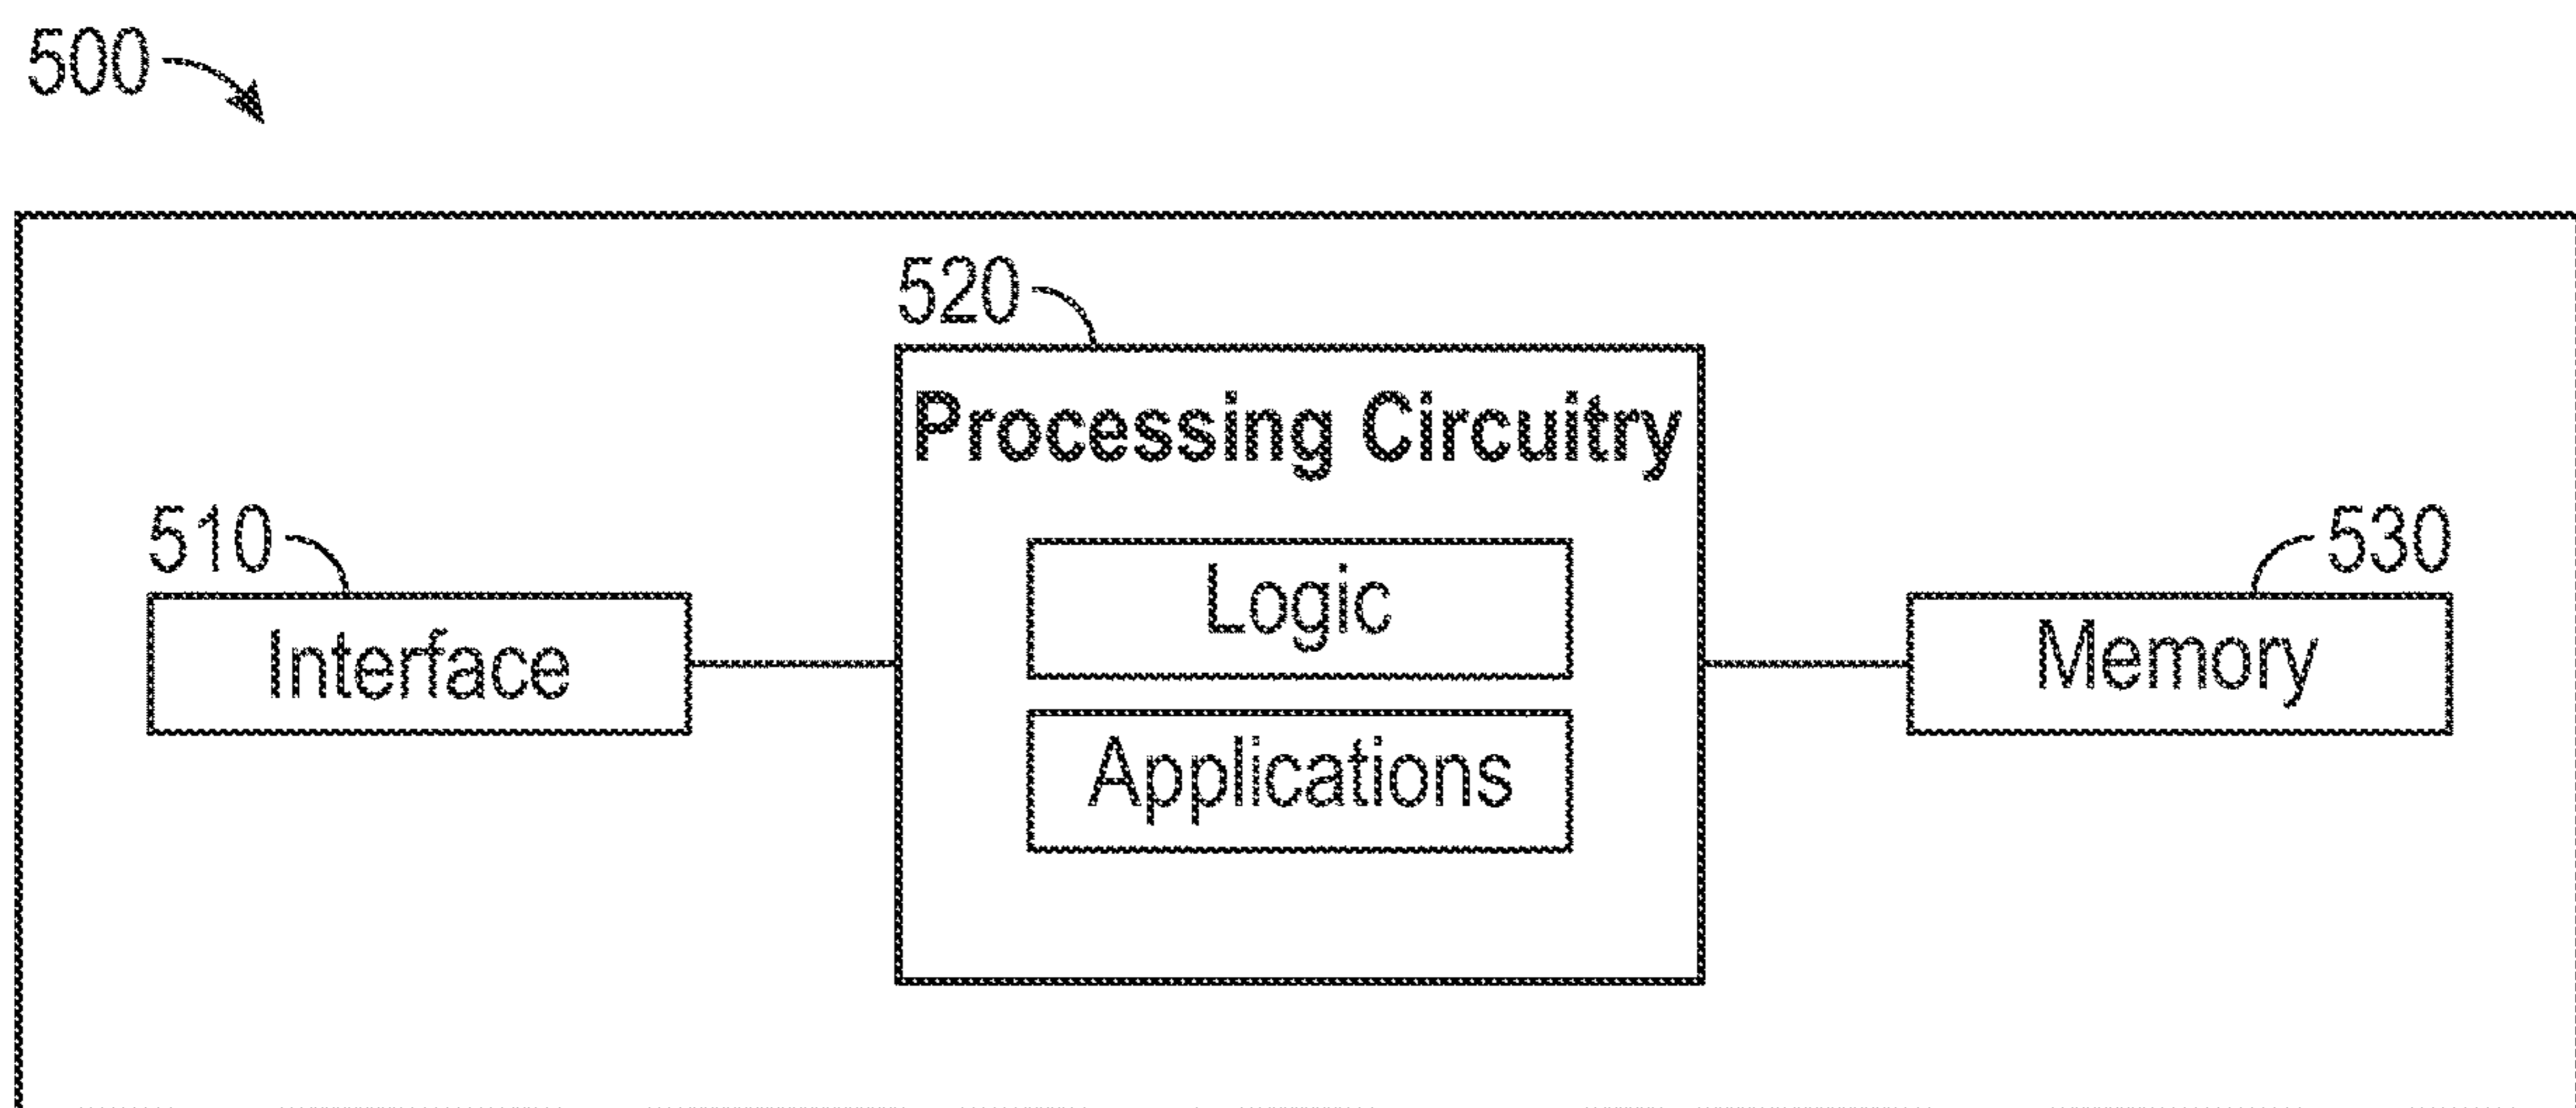 500
520
Processing Circuitry
510
530
Logic
Interface
Memory
Applications